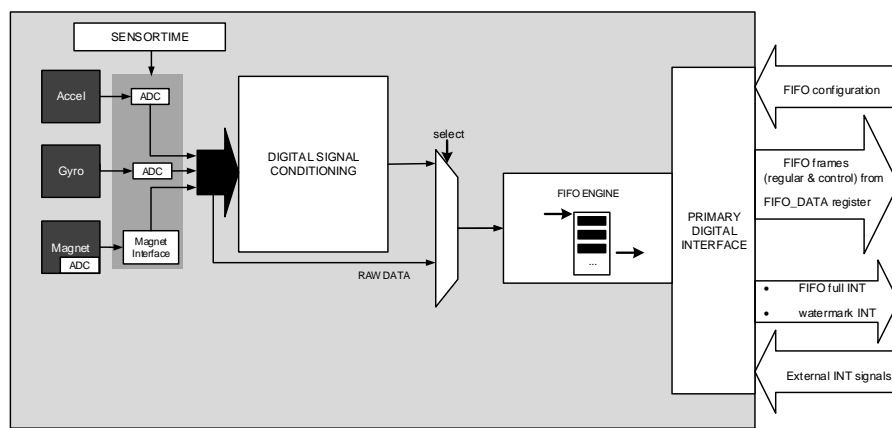 SENSORTIME
Accel
ADC
Gyro
ADC
Magnet
ADC
Magnet
Interface
DIGITAL SIGNAL
CONDITIONING
RAW DATA
select
FIFO ENGINE
...
PRIMARY
DIGITAL
INTERFACE
FIFO configuration
FIFO frames
(regular & control) from
FIFO_DATA register
• FIFO full INT
• watermark INT
External INT signals